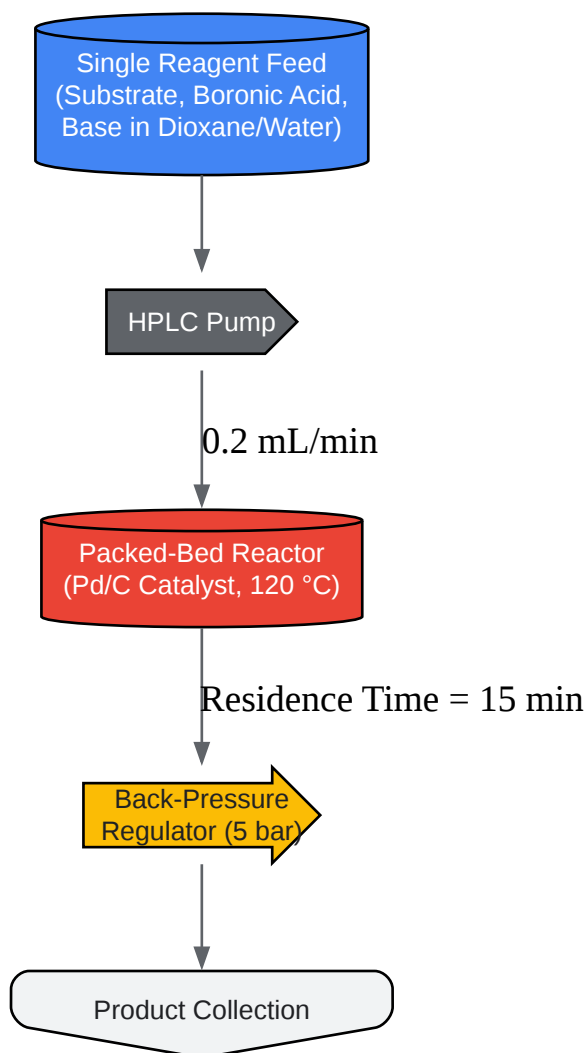 Single Reagent Feed
(Substrate, Boronic Acid,
Base in Dioxane/Water)
HPLC Pump
0.2 mL/min
Packed-Bed Reactor
(Pd/C Catalyst, 120 °C)
Residence Time = 15 min
Back-Pressure
Regulator (5 bar)
Product Collection